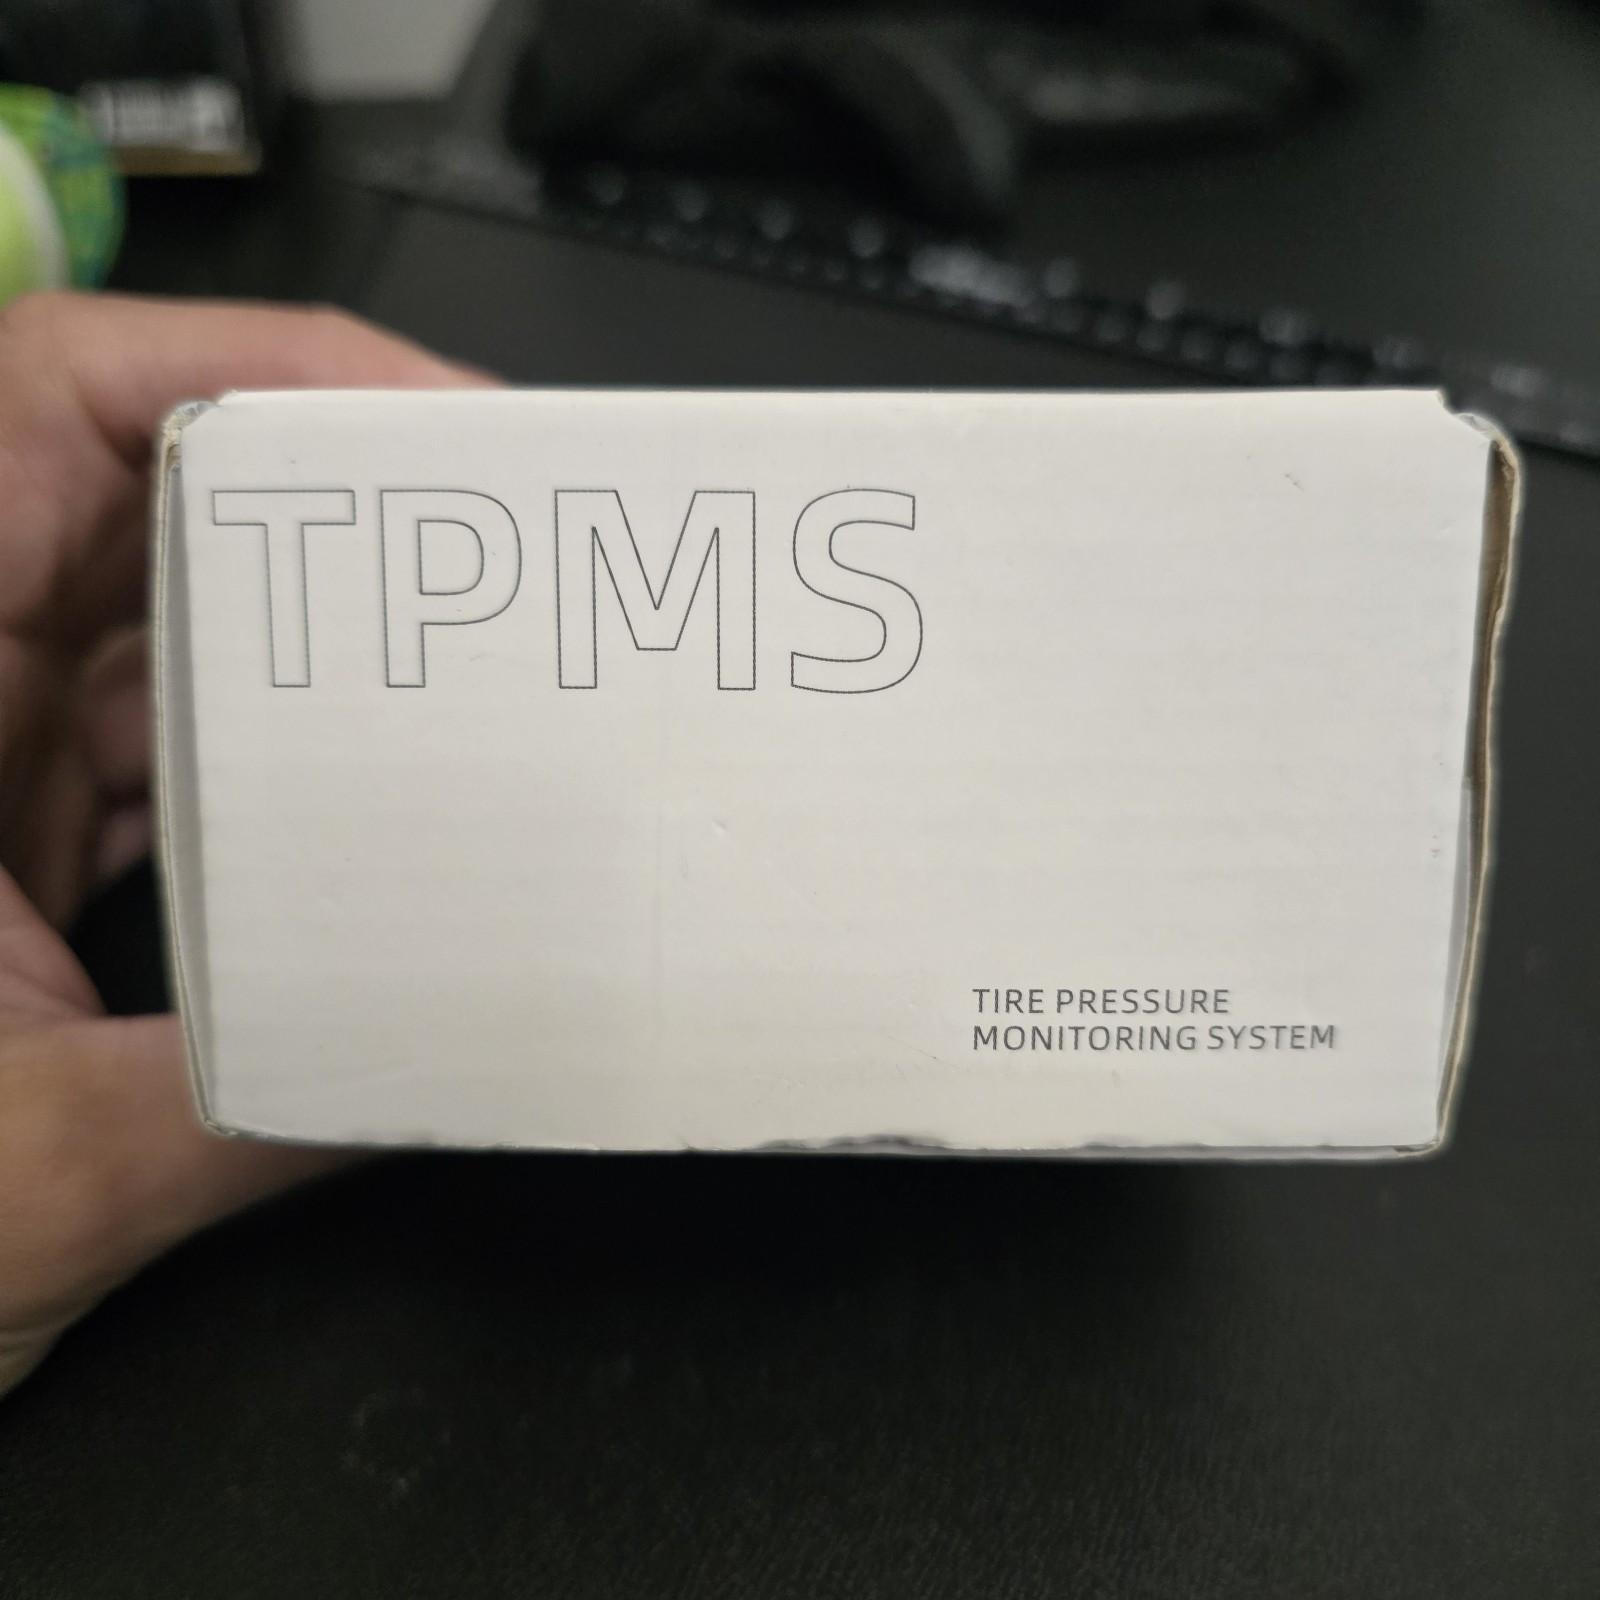 TPMS
TIRE PRESSURE
MONITORING SYSTEM